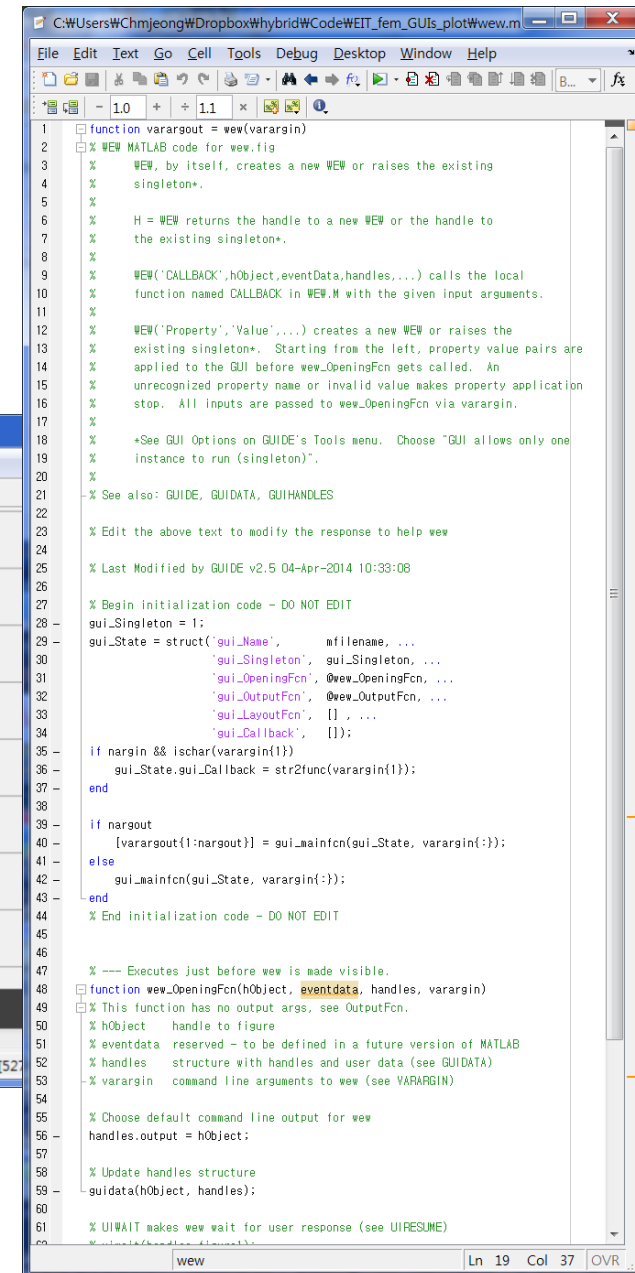 C:₩Users₩Chmjeong₩Dropbox₩hybrid₩Code₩EIT_fem_GUIs_plot₩wew.m
File Edit Text Go Cell Tools Debug Desktop Window Help
B...
fx
- 1.0 + ÷ 1.1 ×
1 function varargout = wew(varargin)
2 % WEW MATLAB code for wew.fig
3 % WEW, by itself, creates a new WEW or raises the existing
4 % singleton*.
5 %
6 % H = WEW returns the handle to a new WEW or the handle to
7 % the existing singleton*.
8 %
9 % WEW('CALLBACK',hObject,eventData,handles,...) calls the local
10 % function named CALLBACK in WEW.M with the given input arguments.
11 %
12 % WEW('Property','Value',...) creates a new WEW or raises the
13 % existing singleton*. Starting from the left, property value pairs are
14 % applied to the GUI before wew_OpeningFcn gets called. An
15 % unrecognized property name or invalid value makes property application
16 % stop. All inputs are passed to wew_OpeningFcn via varargin.
17 %
18 % *See GUI Options on GUIDE's Tools menu. Choose "GUI allows only one
19 % instance to run (singleton)".
20 %
21 % See also: GUIDE, GUIDATA, GUIHANDLES
22
23 % Edit the above text to modify the response to help wew
24
25 % Last Modified by GUIDE v2.5 04-Apr-2014 10:33:08
26
27 % Begin initialization code - DO NOT EDIT
28 - gui_Singleton = 1;
29 - gui_State = struct('gui_Name', mfilename, ...
30 'gui_Singleton', gui_Singleton, ...
31 'gui_OpeningFcn', @wew_OpeningFcn, ...
32 'gui_OutputFcn', @wew_OutputFcn, ...
33 'gui_LayoutFcn', [] , ...
34 'gui_Callback', []);
35 - if nargin && ischar(varargin{1})
36 - gui_State.gui_Callback = str2func(varargin{1});
37 - end
38
39 - if nargout
40 - [varargout{1:nargout}] = gui_mainfcn(gui_State, varargin{:});
41 - else
42 - gui_mainfcn(gui_State, varargin{:});
43 - end
44 % End initialization code - DO NOT EDIT
45
46
47 % --- Executes just before wew is made visible.
48 function wew_OpeningFcn(hObject, eventdata, handles, varargin)
49 % This function has no output args, see OutputFcn.
50 % hObject handle to figure
51 % eventdata reserved - to be defined in a future version of MATLAB
52 % handles structure with handles and user data (see GUIDATA)
53 % varargin command line arguments to wew (see VARARGIN)
54
55 % Choose default command line output for wew
56 - handles.output = hObject;
57
58 % Update handles structure
59 - guidata(hObject, handles);
60
61 % UIWAIT makes wew wait for user response (see UIRESUME)
[527
wew Ln 19 Col 37 OVR